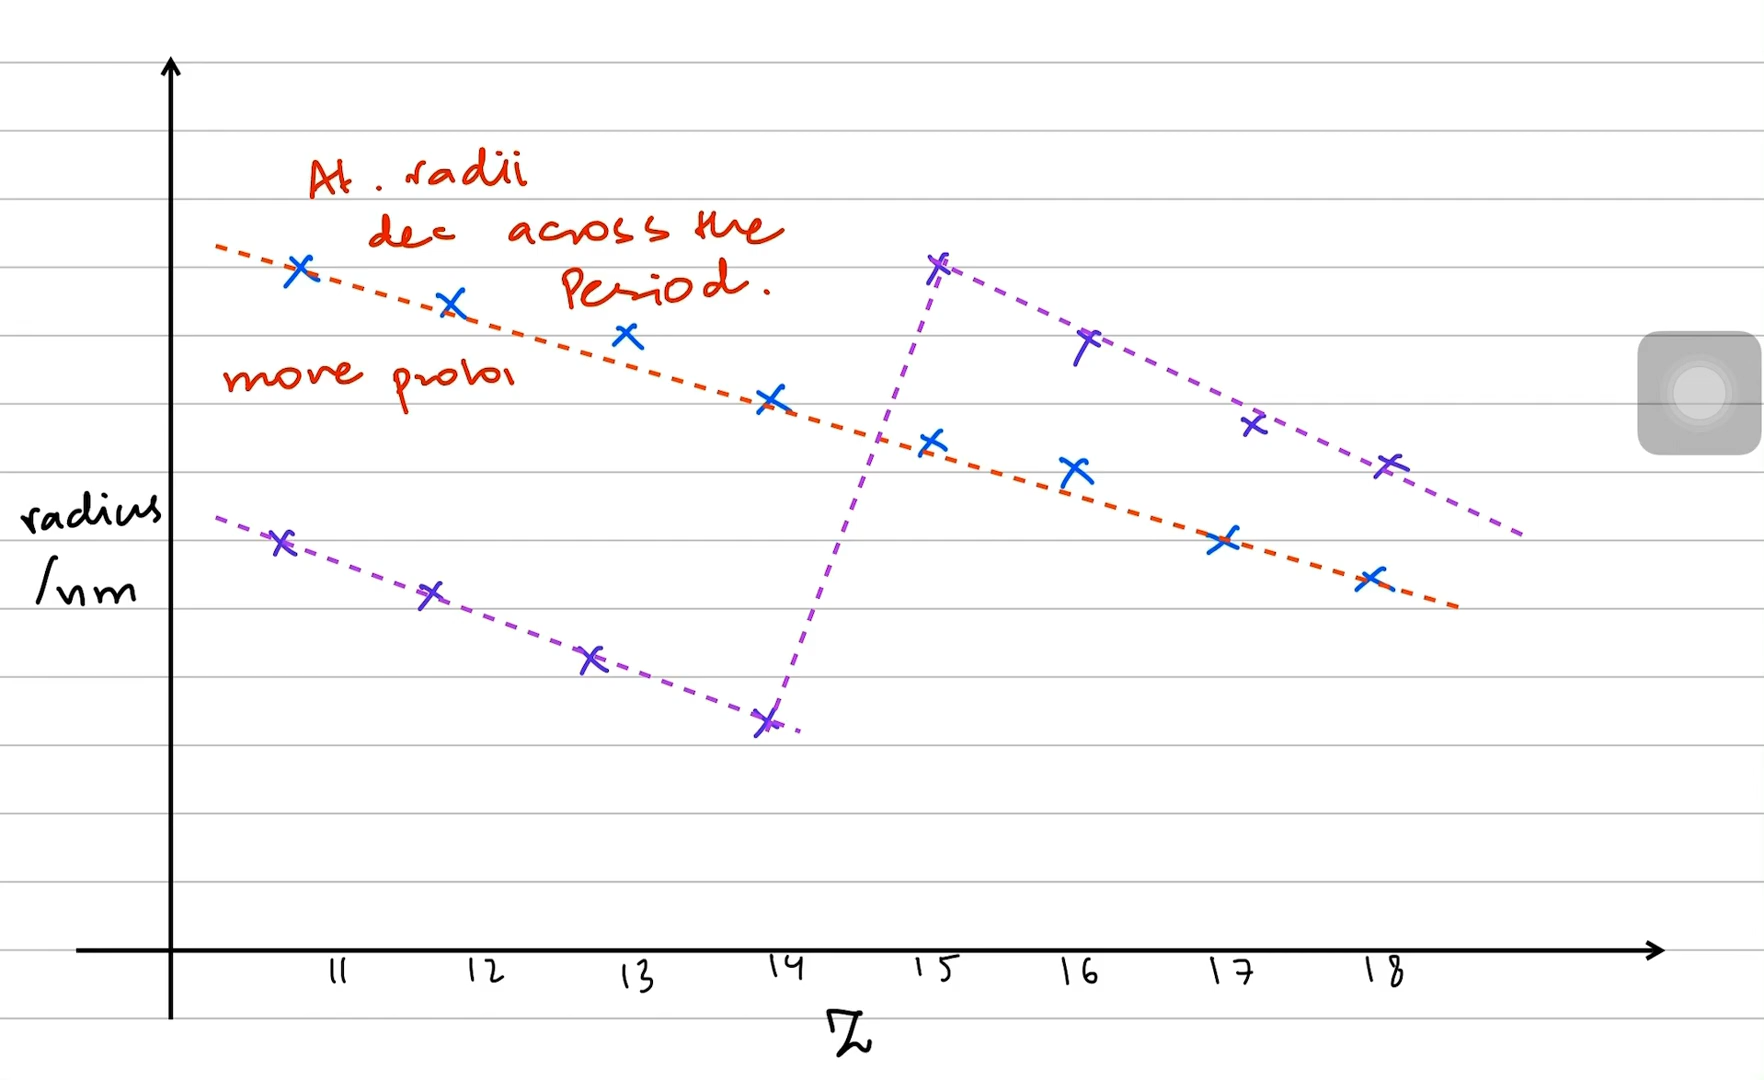 At. radii
dec across the
Period.
more proto
radius
/nm
11 12 13 14 15 16 17 18
Z